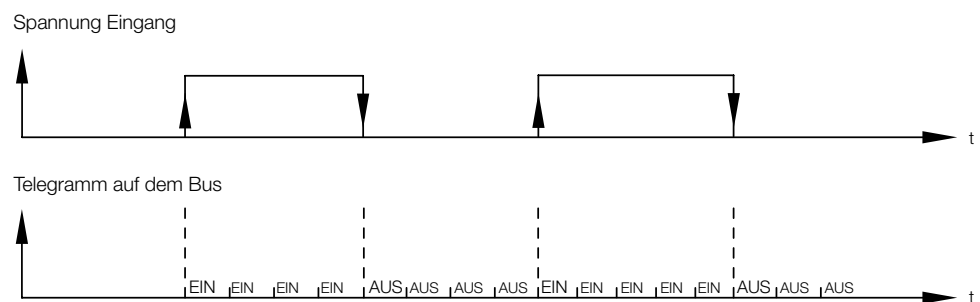 Spannung Eingang
t
Telegramm auf dem Bus
EIN EIN EIN EIN AUS AUS AUS AUS EIN EIN EIN EIN EIN AUS AUS AUS
t